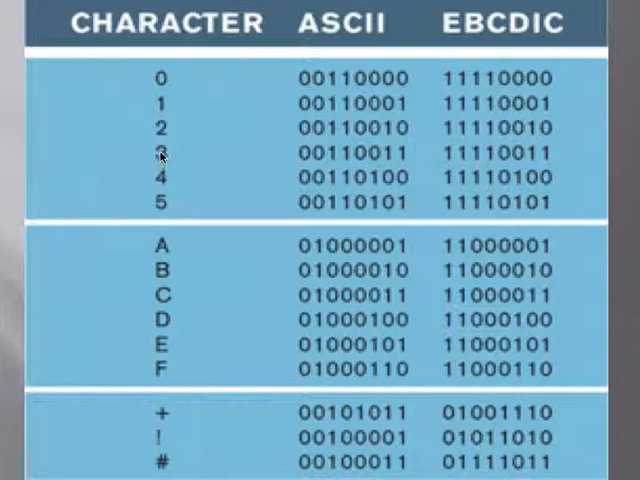 CHARACTER ASCII EBCDIC
0 00110000 11110000
1 00110001 11110001
2 00110010 11110010
3 00110011 11110011
4 00110100 11110100
5 00110101 11110101
A 01000001 11000001
B 01000010 11000010
C 01000011 11000011
D 01000100 11000100
E 01000101 11000101
F 01000110 11000110
+ 00101011 01001110
! 00100001 01011010
# 00100011 01111011